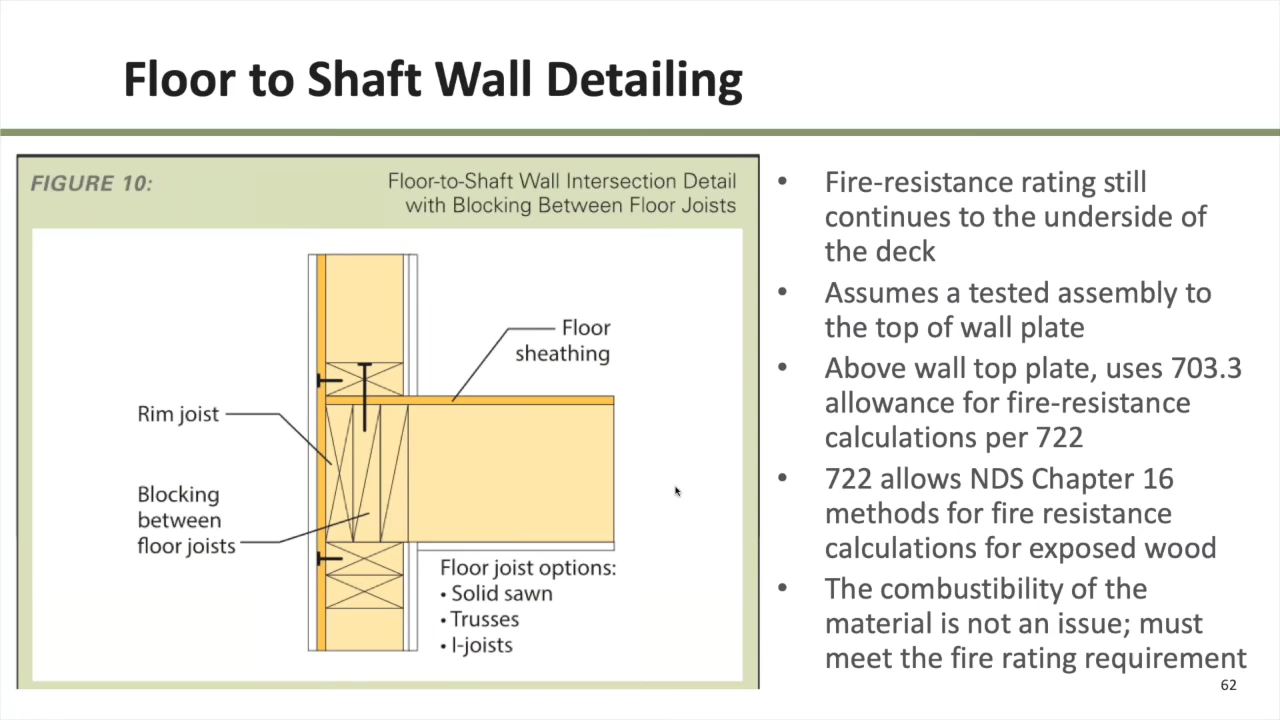 Floor to Shaft Wall Detailing
FIGURE 10:
Floor-to-Shaft Wall Intersection Detail
with Blocking Between Floor Joists
Floor
sheathing
Rim joist
Blocking
between
floor joists
Floor joist options:
• Solid sawn
• Trusses
• I-joists
• Fire-resistance rating still
continues to the underside of
the deck
• Assumes a tested assembly to
the top of wall plate
• Above wall top plate, uses 703.3
allowance for fire-resistance
calculations per 722
• 722 allows NDS Chapter 16
methods for fire resistance
calculations for exposed wood
• The combustibility of the
material is not an issue; must
meet the fire rating requirement
62